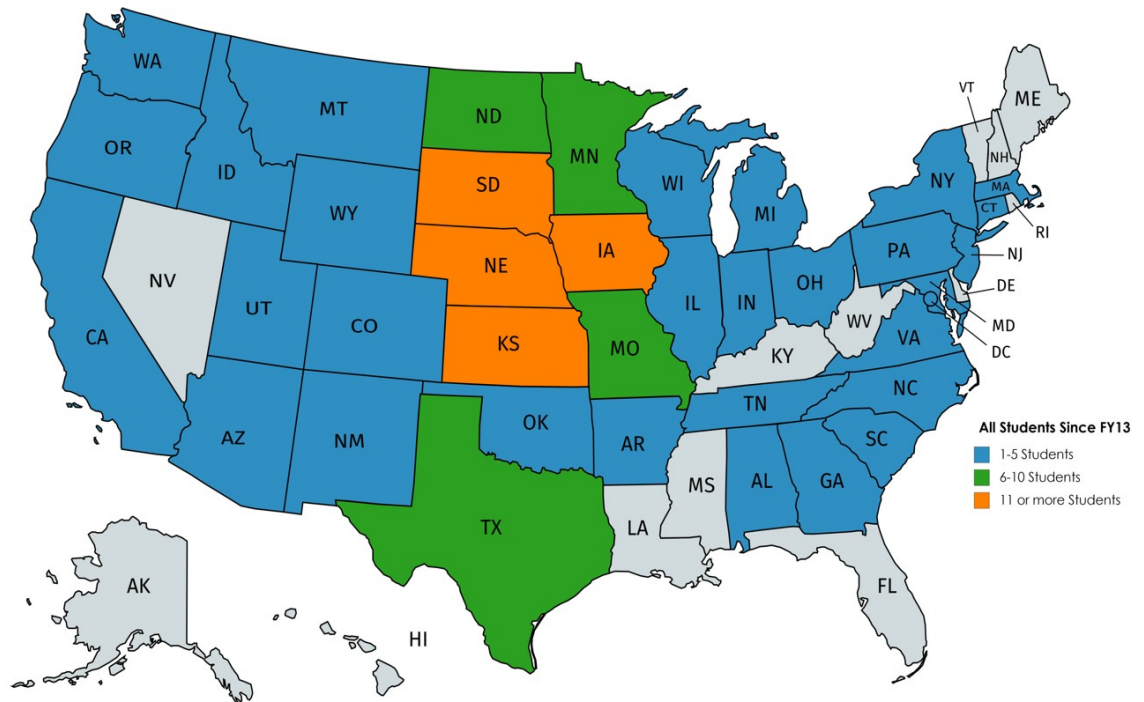 WA
MT
ND
MN
VT
ME
OR
ID
SD
WI
NH
NY
MA
WY
MI
CT
RI
NE
IA
PA
NJ
NV
UT
CO
IL
IN
OH
DE
CA
KS
MO
WV
MD
KY
VA
DC
AZ
NM
OK
AR
TN
NC
SC
MS
AL
GA
TX
LA
FL
AK
HI
All Students Since FY13
1-5 Students
6-10 Students
11 or more Students